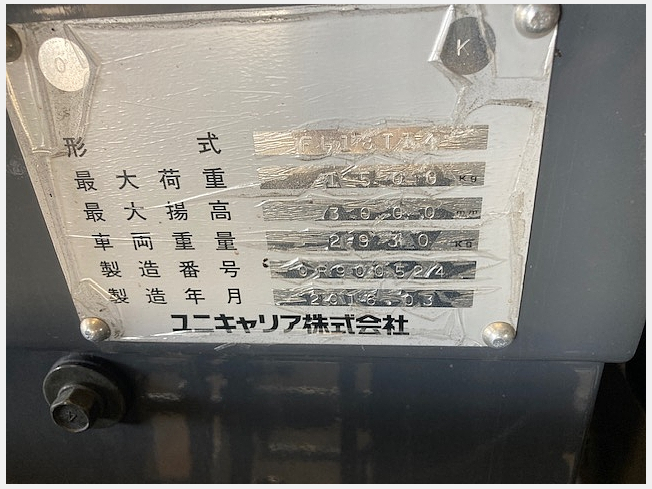 O K
形式
最大荷重 1500 Kg
最大揚高 3000 mm
車両重量 2930 Kg
製造番号
製造年月 2016.03
ユニキャリア株式会社